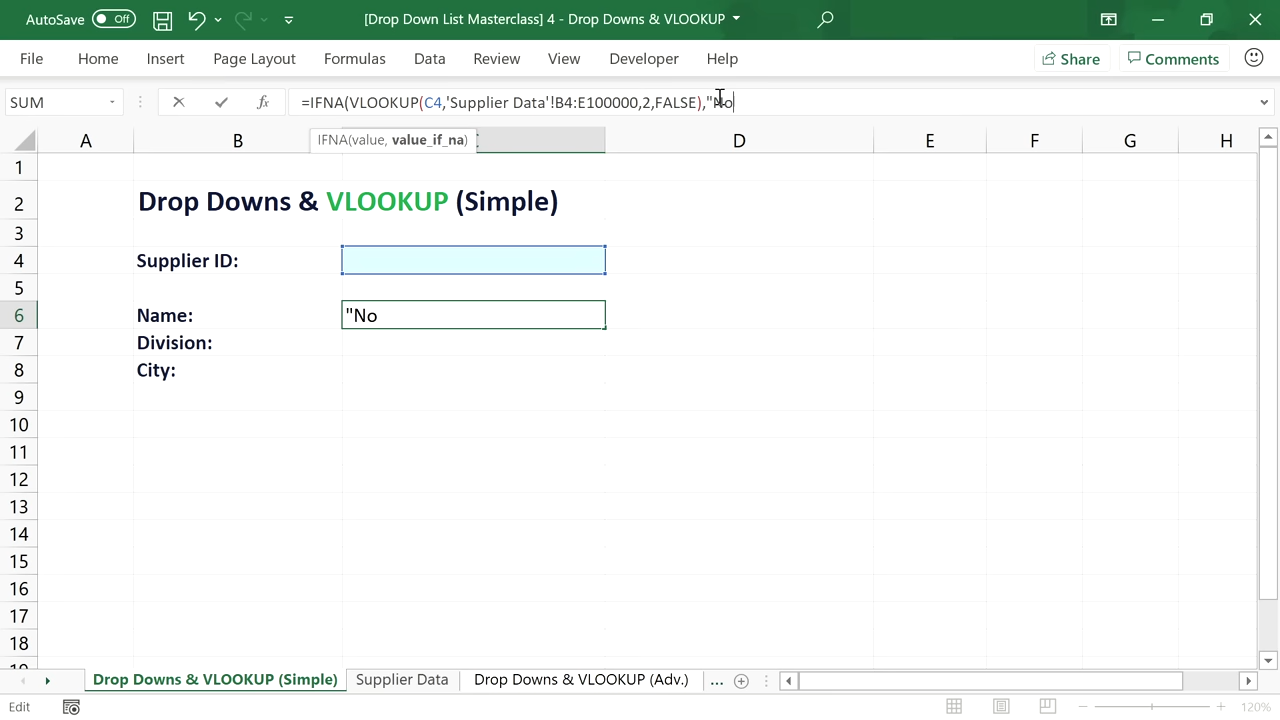 AutoSave Off [Drop Down List Masterclass] 4 - Drop Downs & VLOOKUP
File Home Insert Page Layout Formulas Data Review View Developer Help Share Comments
SUM fx =IFNA(VLOOKUP(C4,'Supplier Data'!B4:E100000,2,FALSE),"No
IFNA(value, value_if_na)
A B D E F G H
1
2 Drop Downs & VLOOKUP (Simple)
3
4 Supplier ID:
5
6 Name: "No
7 Division:
8 City:
9
10
11
12
13
14
15
16
17
18
Drop Downs & VLOOKUP (Simple) Supplier Data Drop Downs & VLOOKUP (Adv.) ...
Edit 120%